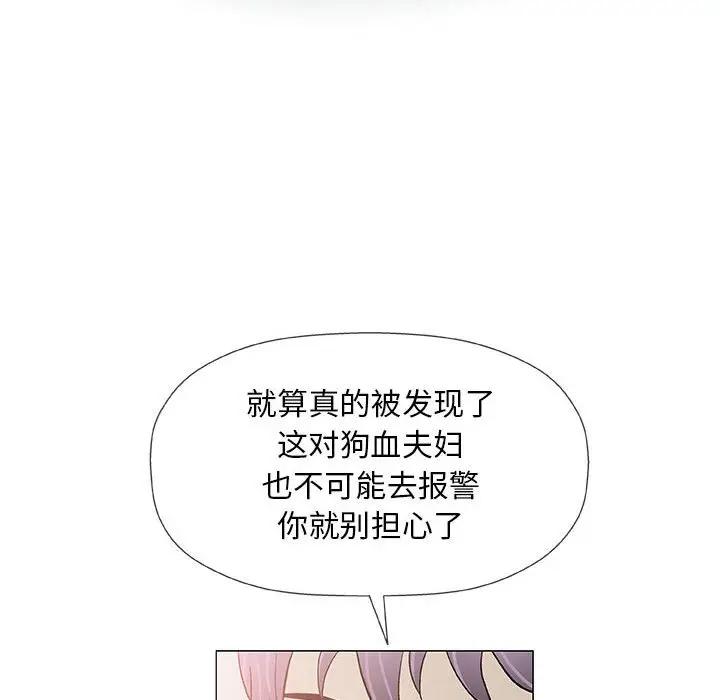 就算真的被发现了
这对狗血夫妇
也不可能去报警
你就别担心了